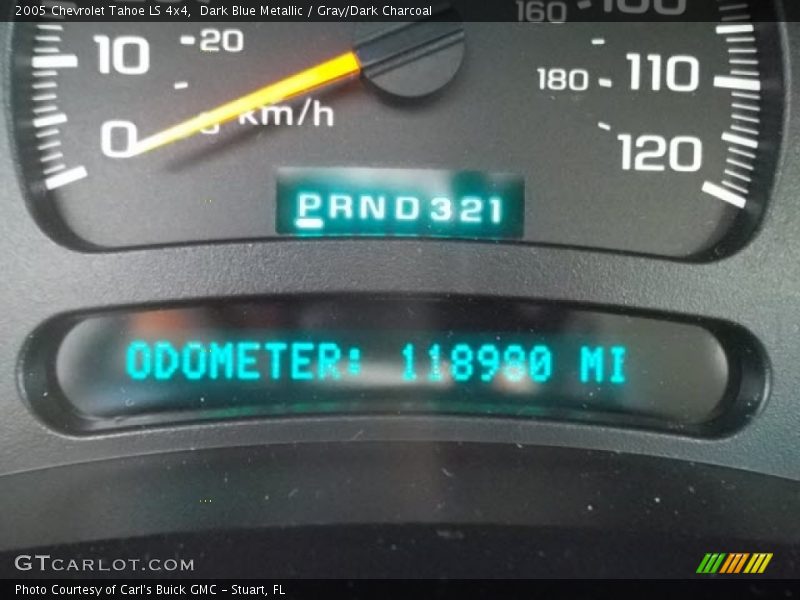 2005 Chevrolet Tahoe LS 4x4,  Dark Blue Metallic / Gray/Dark Charcoal
160
10 20
180 110
0 km/h
120
PRND321
ODOMETER: 118980 MI
GTCARLOT.COM
Photo Courtesy of Carl's Buick GMC - Stuart, FL